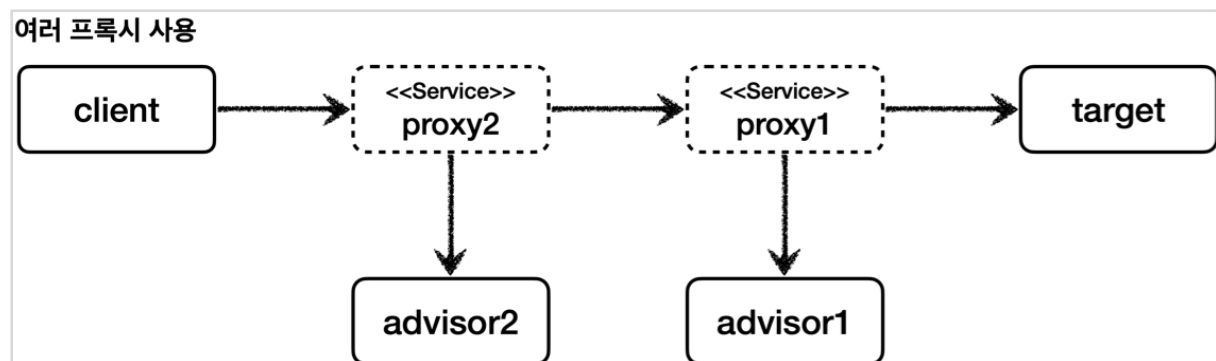 여러 프록시 사용
client
<<Service>>
proxy2
<<Service>>
proxy1
target
advisor2
advisor1